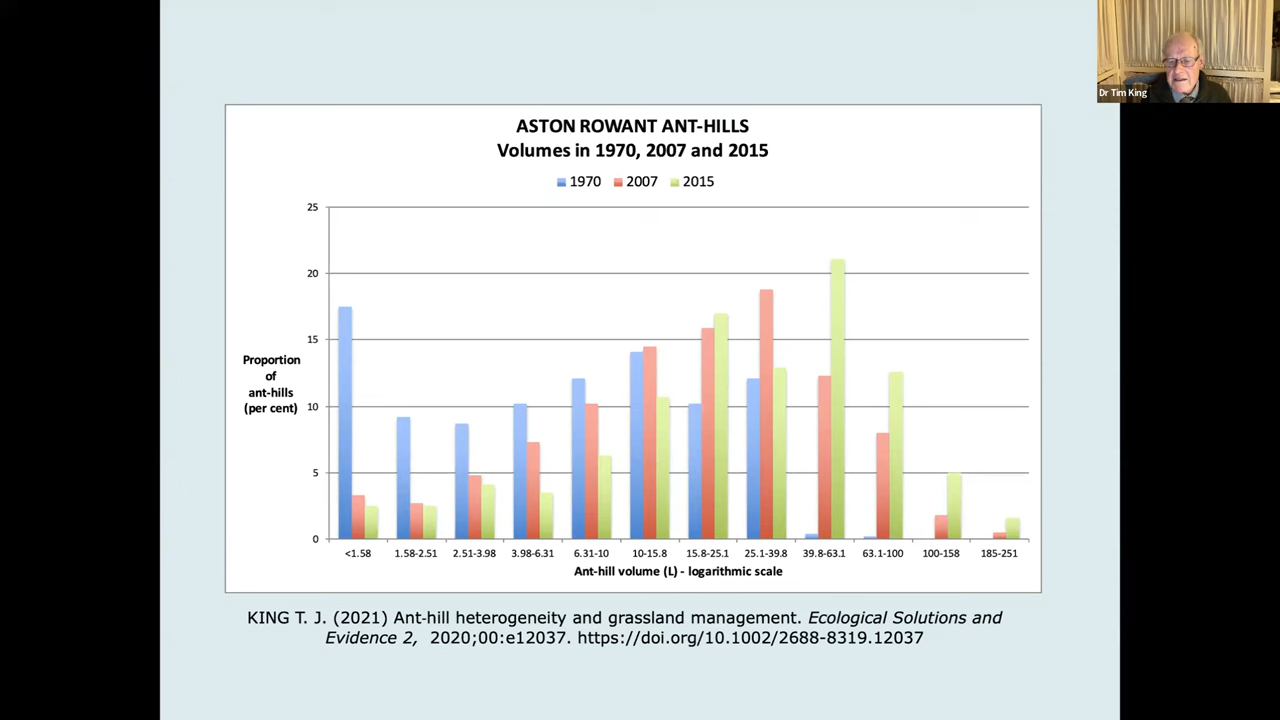 Dr Tim King
ASTON ROWANT ANT-HILLS
Volumes in 1970, 2007 and 2015
1970 2007 2015
25
20
15
10
5
0
Proportion
of
ant-hills
(per cent)
<1.58 1.58-2.51 2.51-3.98 3.98-6.31 6.31-10 10-15.8 15.8-25.1 25.1-39.8 39.8-63.1 63.1-100 100-158 185-251
Ant-hill volume (L) - logarithmic scale
KING T. J. (2021) Ant-hill heterogeneity and grassland management. Ecological Solutions and
Evidence 2, 2020;00:e12037. https://doi.org/10.1002/2688-8319.12037